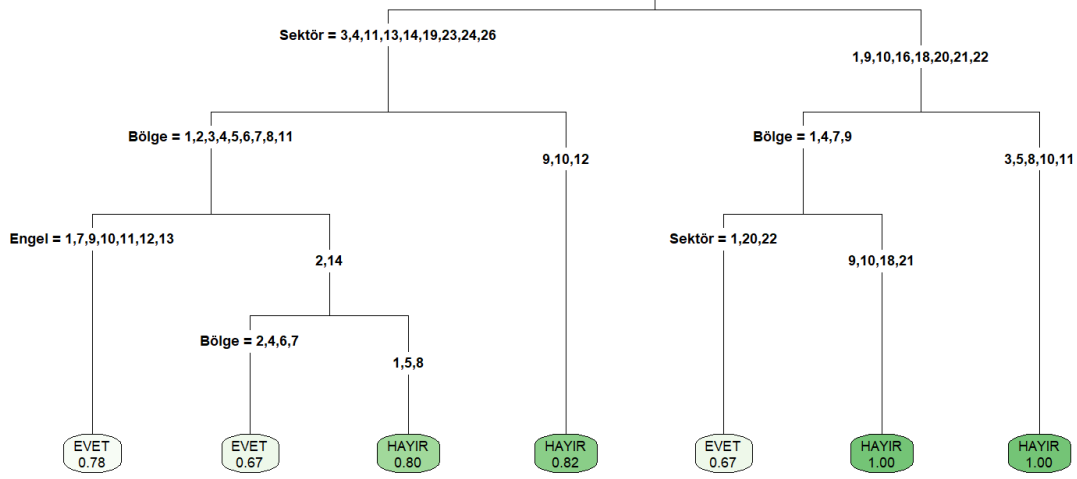 Sektör = 3,4,11,13,14,19,23,24,26
1,9,10,16,18,20,21,22
Bölge = 1,2,3,4,5,6,7,8,11
9,10,12
Bölge = 1,4,7,9
3,5,8,10,11
Engel = 1,7,9,10,11,12,13
2,14
Sektör = 1,20,22
9,10,18,21
Bölge = 2,4,6,7
1,5,8
EVET
0.78
EVET
0.67
HAYIR
0.80
HAYIR
0.82
EVET
0.67
HAYIR
1.00
HAYIR
1.00